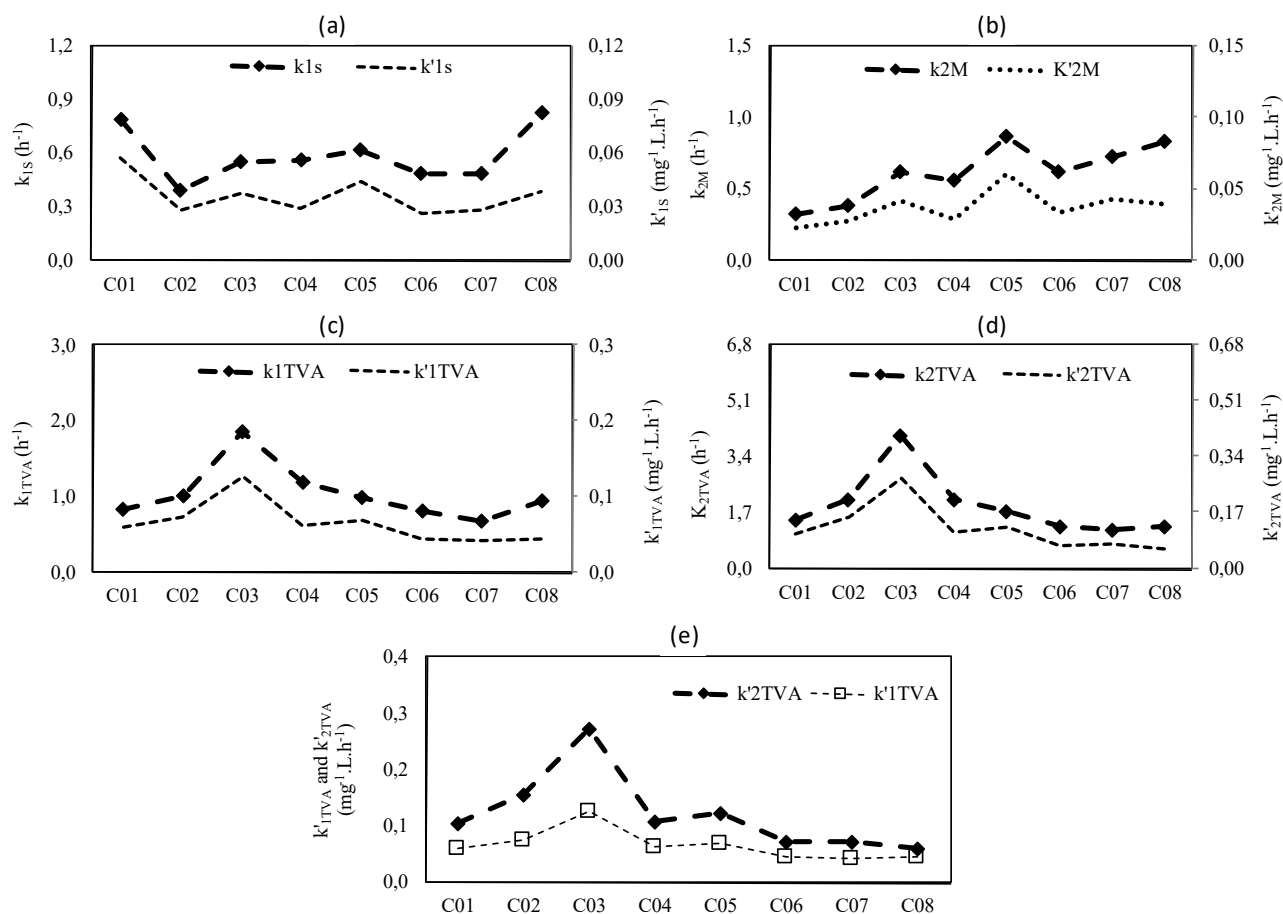 (a)
1,2
0,9
0,6
0,3
0,0
k1s (h-1)
k1s
k'1s
0,12
0,09
0,06
0,03
0,00
k'1S (mg-1.L.h-1)
C01 C02 C03 C04 C05 C06 C07 C08
(b)
1,5
1,0
0,5
0,0
k2M (h-1)
k2M
K'2M
0,15
0,10
0,05
0,00
k'2M (mg-1.L.h-1)
C01 C02 C03 C04 C05 C06 C07 C08
(c)
3,0
2,0
1,0
0,0
k1TVA (h-1)
k1TVA
k'1TVA
0,3
0,2
0,1
0,0
k'1TVA (mg-1.L.h-1)
C01 C02 C03 C04 C05 C06 C07 C08
(d)
6,8
5,1
3,4
1,7
0,0
K2TVA (h-1)
k2TVA
k'2TVA
0,68
0,51
0,34
0,17
0,00
k'2TVA (mg-1.L.h-1)
C01 C02 C03 C04 C05 C06 C07 C08
(e)
0,4
0,3
0,2
0,1
0,0
k'1TVA and k'2TVA
(mg-1.L.h-1)
k'2TVA
k'1TVA
C01 C02 C03 C04 C05 C06 C07 C08